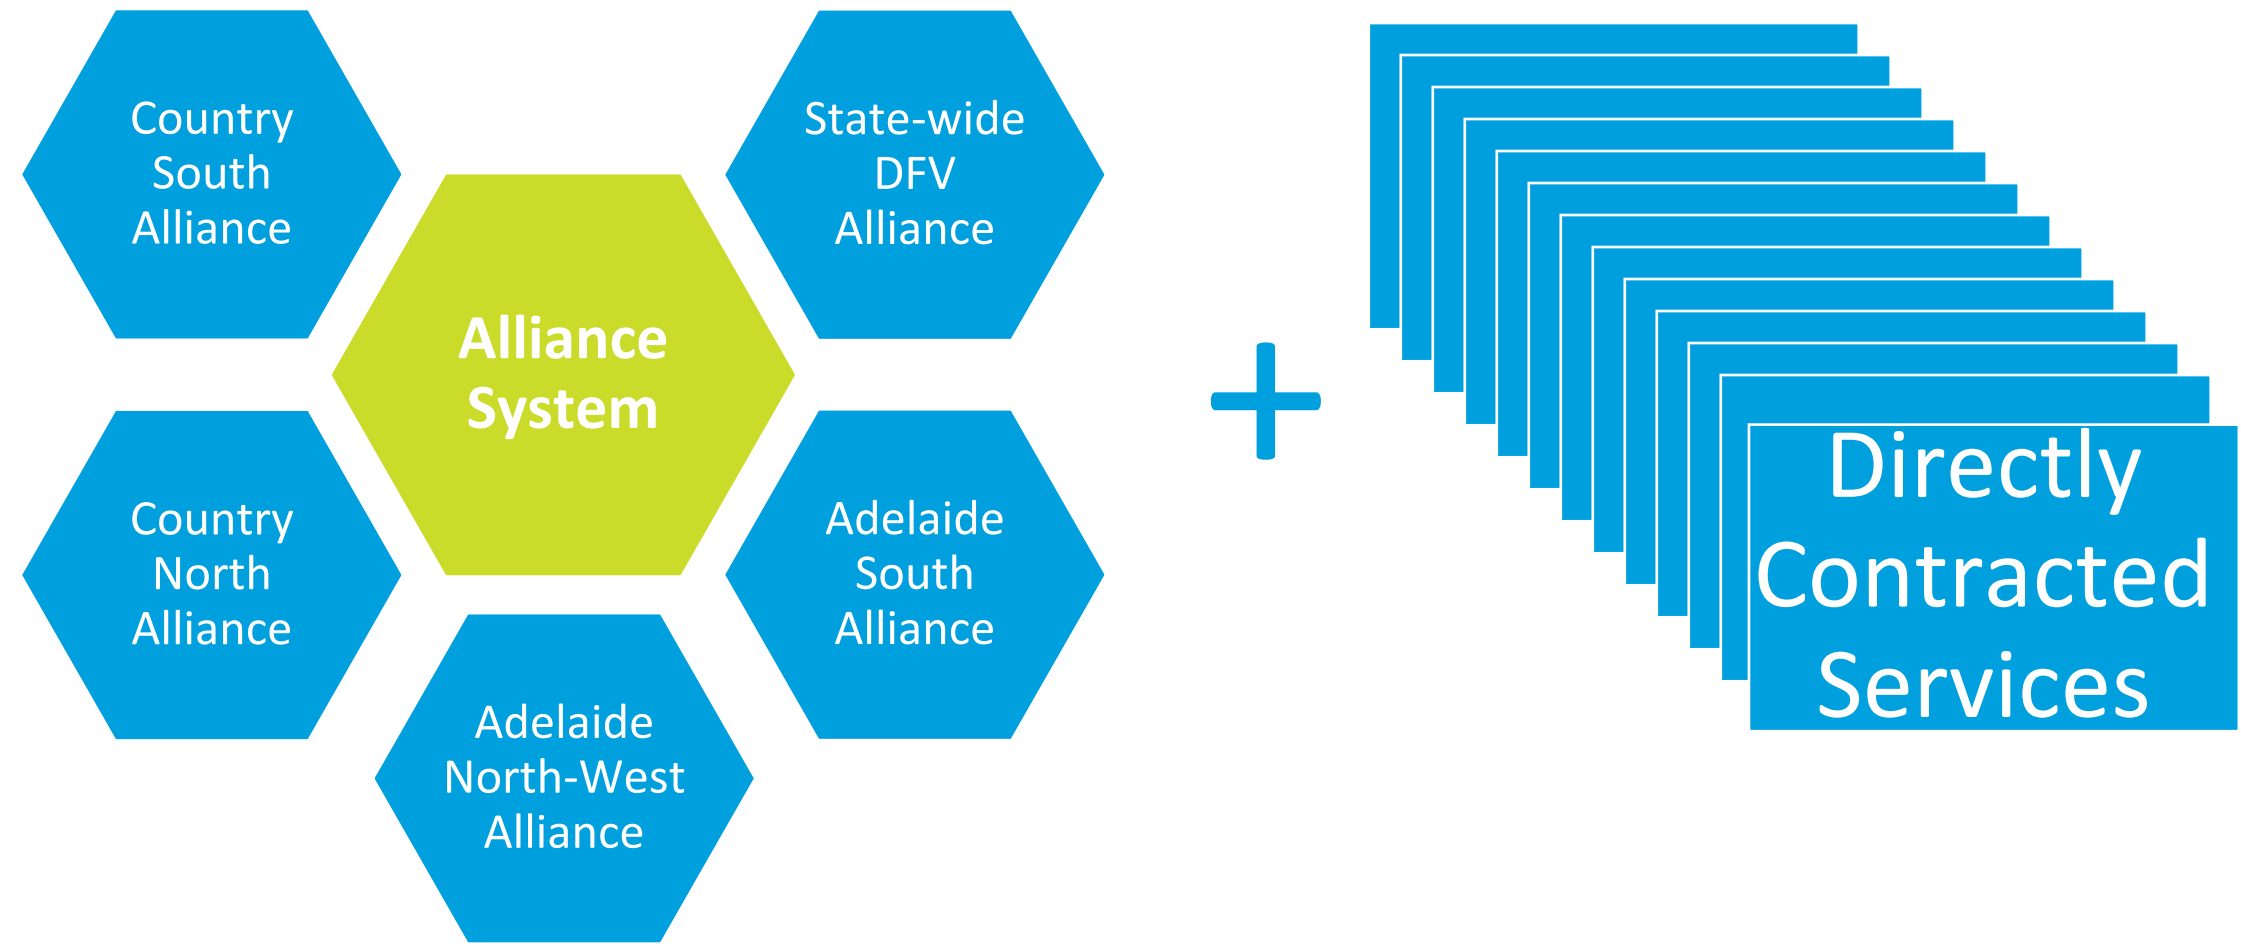 Country
South
Alliance
State-wide
DFV
Alliance
Alliance
System
Country
North
Alliance
Adelaide
South
Alliance
Adelaide
North-West
Alliance
+
Directly
Contracted
Services